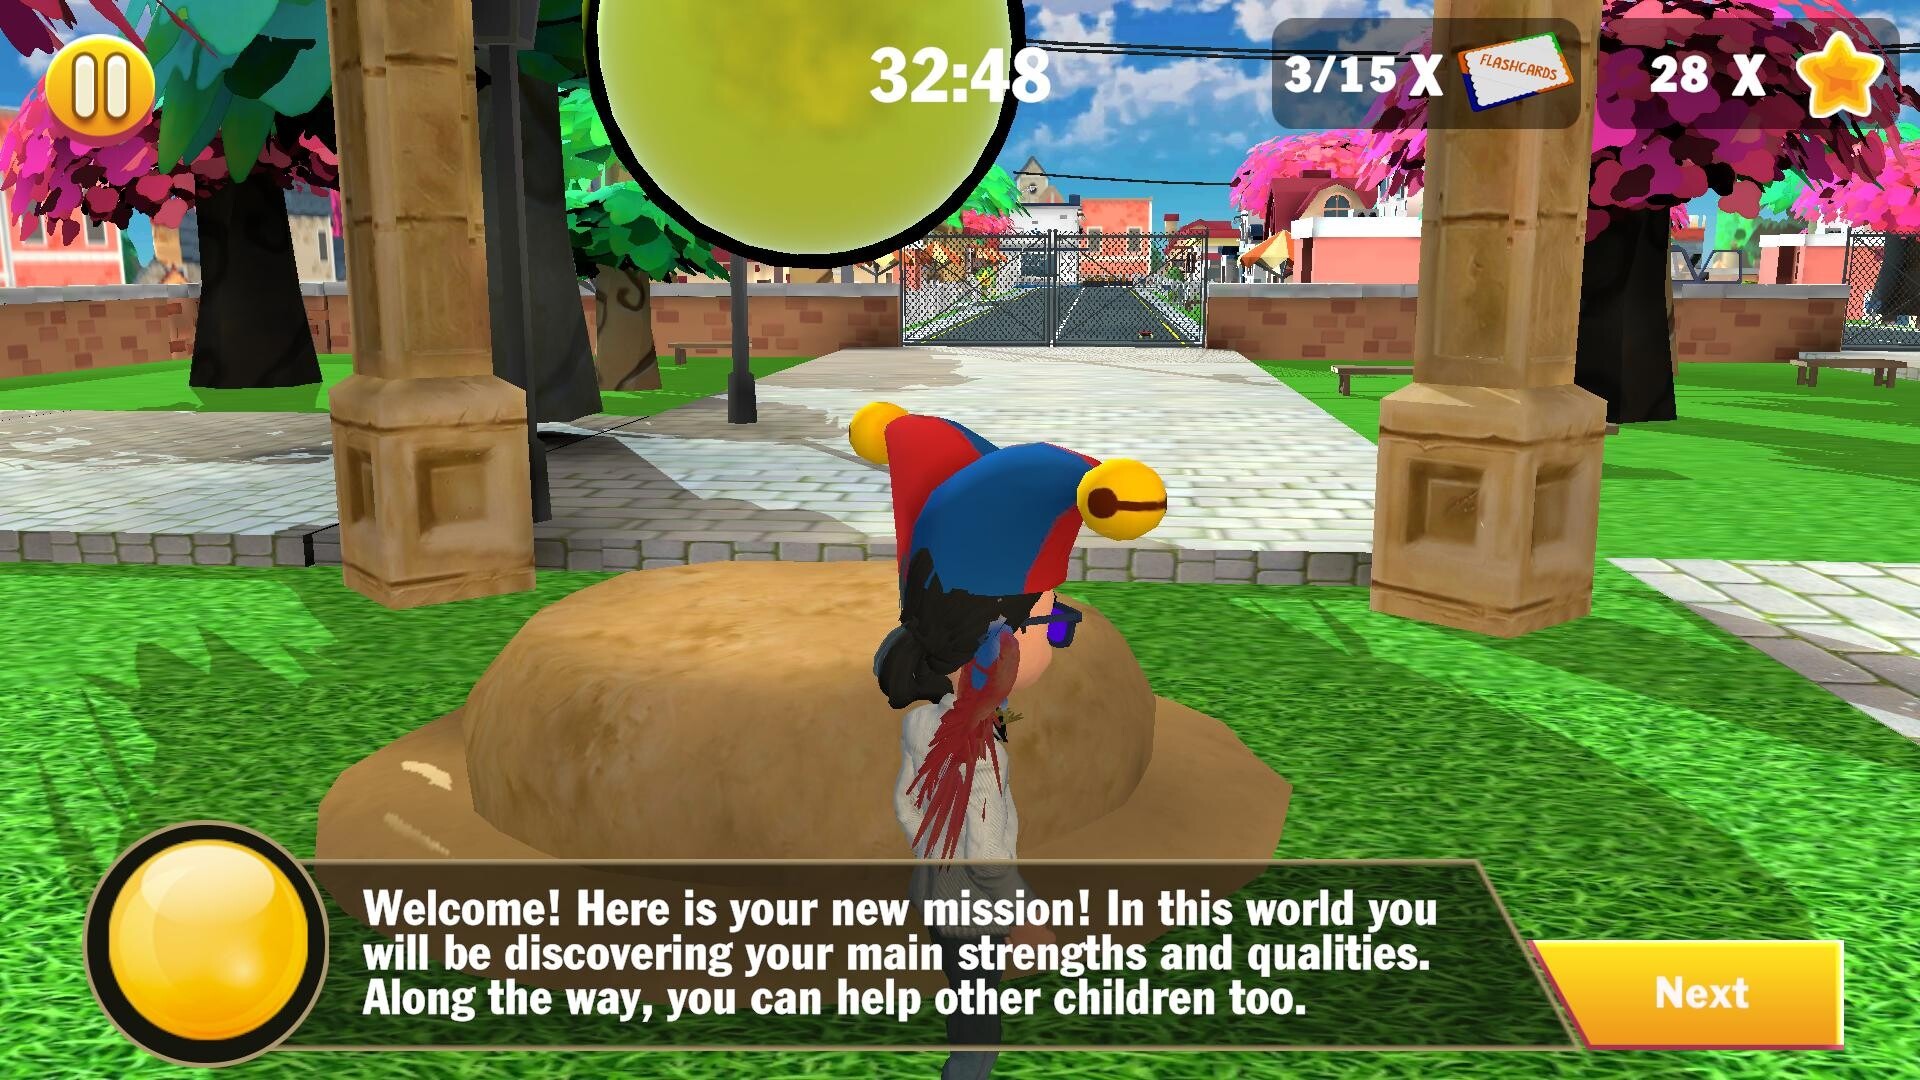 32:48
3/15 X
FLASHCARDS
28 X
Welcome! Here is your new mission! In this world you
will be discovering your main strengths and qualities.
Along the way, you can help other children too.
Next